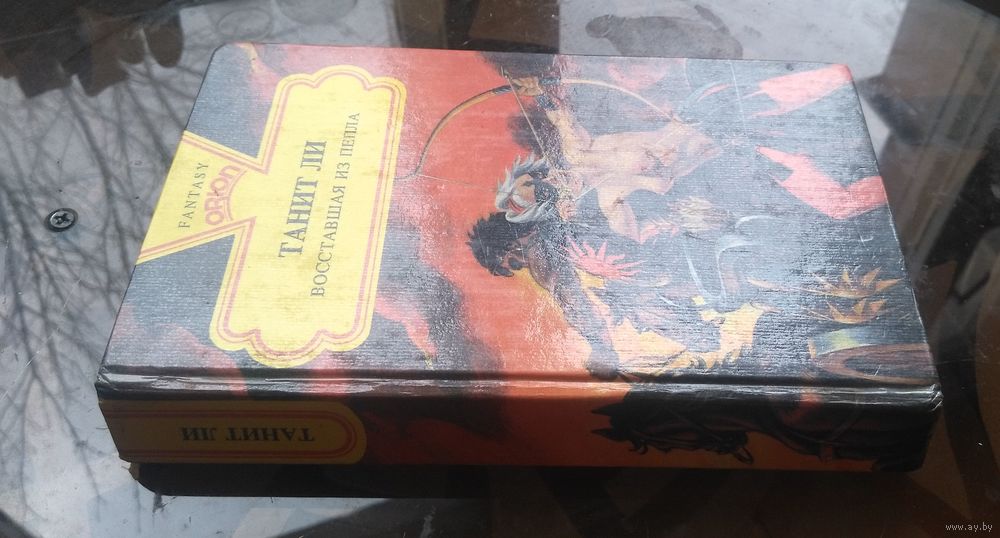 FANTASY
ORION
ТАНИТ ЛИ
ВОССТАВШАЯ ИЗ ПЕПЛА
ТАНИТ ЛИ
www.ay.by